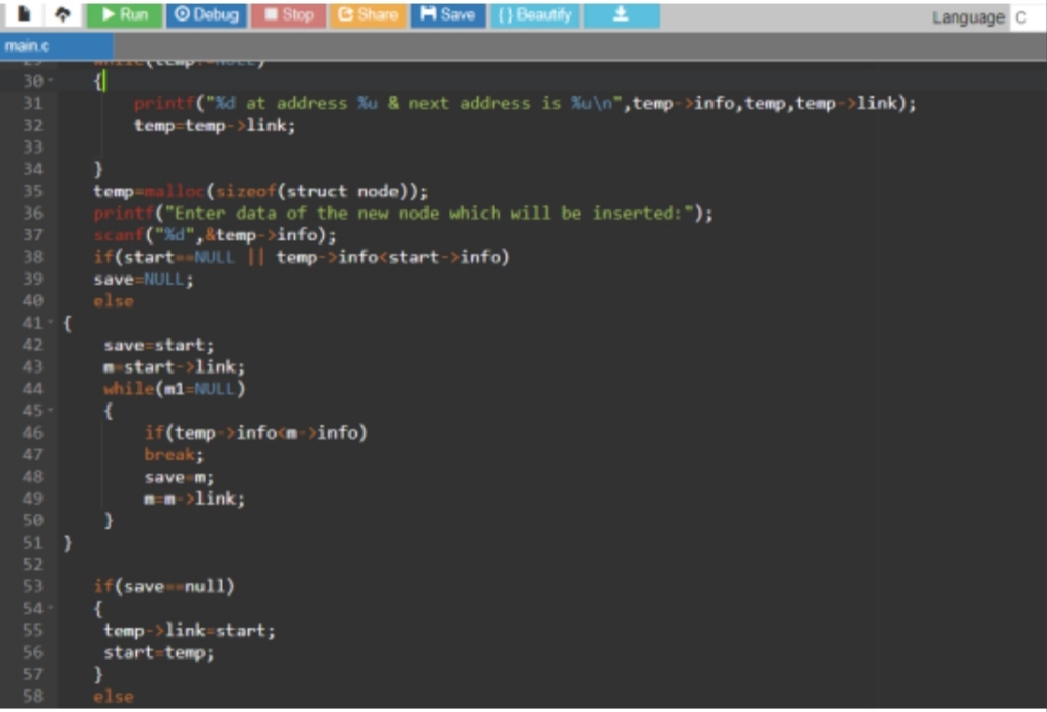 Run Debug Stop Share Save { } Beautify Language C
main.c
29 while(temp!=NULL)
30 {
31 printf("%d at address %u & next address is %u\n",temp->info,temp,temp->link);
32 temp=temp->link;
33
34 }
35 temp=malloc(sizeof(struct node));
36 printf("Enter data of the new node which will be inserted:");
37 scanf("%d",&temp->info);
38 if(start==NULL || temp->info<start->info)
39 save=NULL;
40 else
41 {
42 save=start;
43 m=start->link;
44 while(m1=NULL)
45 {
46 if(temp->info<m->info)
47 break;
48 save=m;
49 m=m->link;
50 }
51 }
52
53 if(save==null)
54 {
55 temp->link=start;
56 start=temp;
57 }
58 else